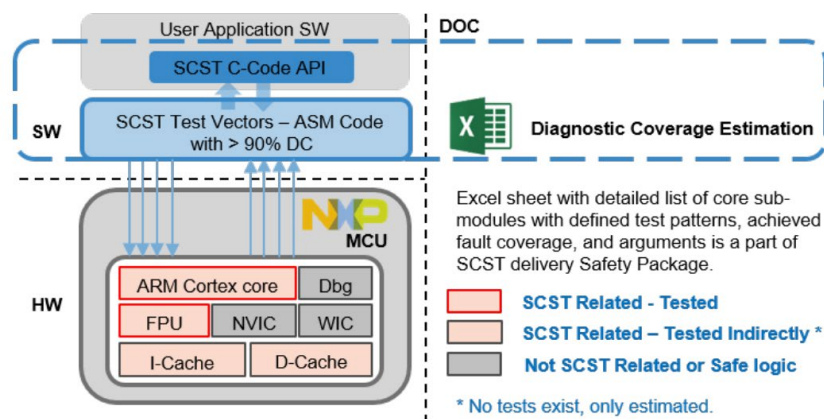 User Application SW
SCST C-Code API
SW
SCST Test Vectors – ASM Code
with > 90% DC
HW
NXP
MCU
ARM Cortex core
Dbg
FPU
NVIC
WIC
I-Cache
D-Cache
DOC
X
Diagnostic Coverage Estimation
Excel sheet with detailed list of core sub-
modules with defined test patterns, achieved
fault coverage, and arguments is a part of
SCST delivery Safety Package.
SCST Related - Tested
SCST Related – Tested Indirectly *
Not SCST Related or Safe logic
* No tests exist, only estimated.